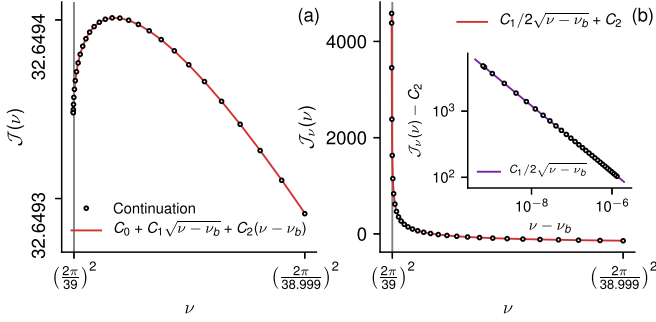 (a)
32.6494
32.6493
𝒥(ν)
Continuation
C₀ + C₁√(ν − ν_b) + C₂(ν − ν_b)
(2π/39)²
(2π/38.999)²
ν
(b)
C₁/2√(ν − ν_b) + C₂
4000
2000
0
𝒥_ν(ν)
𝒥_ν(ν) − C₂
10³
10²
C₁/2√(ν − ν_b)
10⁻⁸
10⁻⁶
ν − ν_b
(2π/39)²
(2π/38.999)²
ν